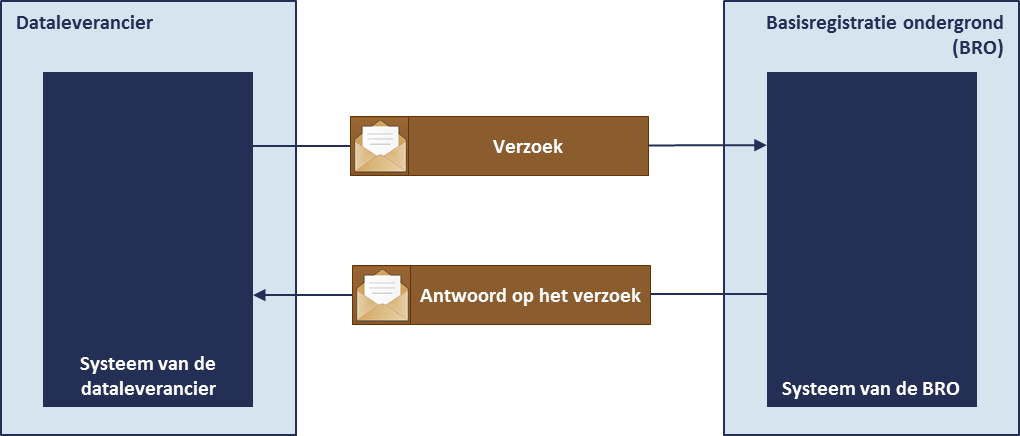 Dataleverancier
Basisregistratie ondergrond
(BRO)
Verzoek
Antwoord op het verzoek
Systeem van de
dataleverancier
Systeem van de BRO